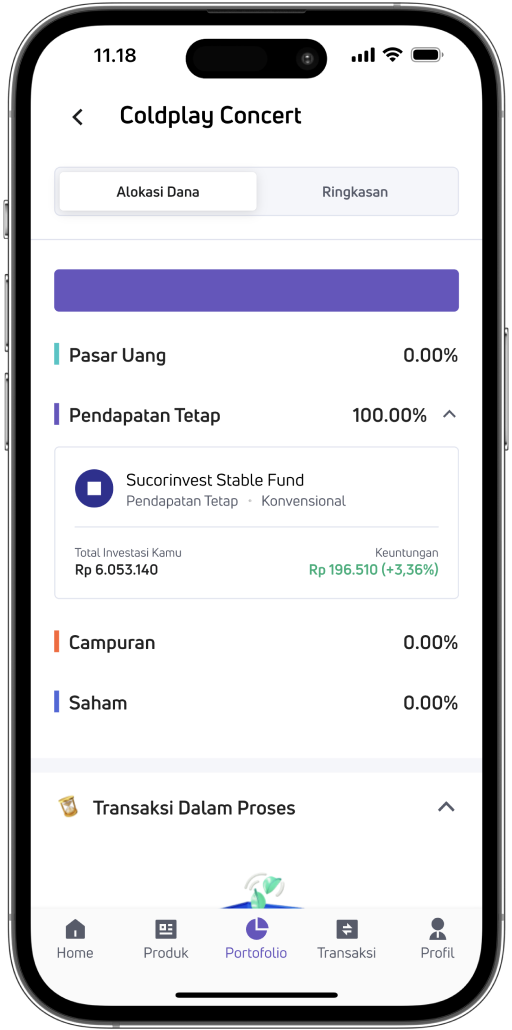 11.18
Coldplay Concert
Alokasi Dana
Ringkasan
Pasar Uang
0.00%
Pendapatan Tetap
100.00%
Sucorinvest Stable Fund
Pendapatan Tetap • Konvensional
Total Investasi Kamu
Keuntungan
Rp 6.053.140
Rp 196.510 (+3,36%)
Campuran
0.00%
Saham
0.00%
Transaksi Dalam Proses
Home
Produk
Portofolio
Transaksi
Profil